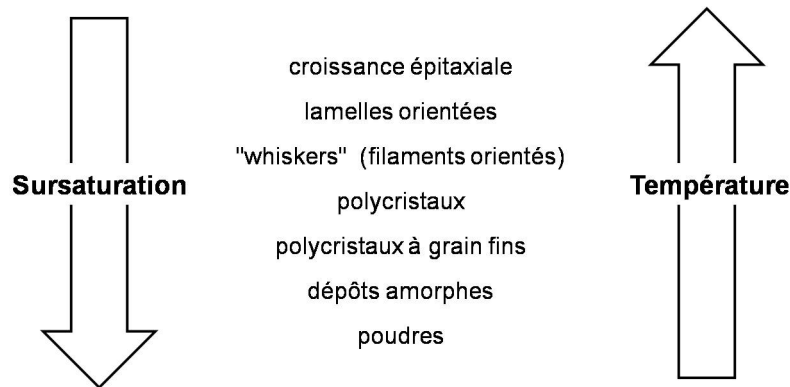 croissance épitaxiale
lamelles orientées
"whiskers" (filaments orientés)
Sursaturation
Température
polycristaux
polycristaux à grain fins
dépôts amorphes
poudres